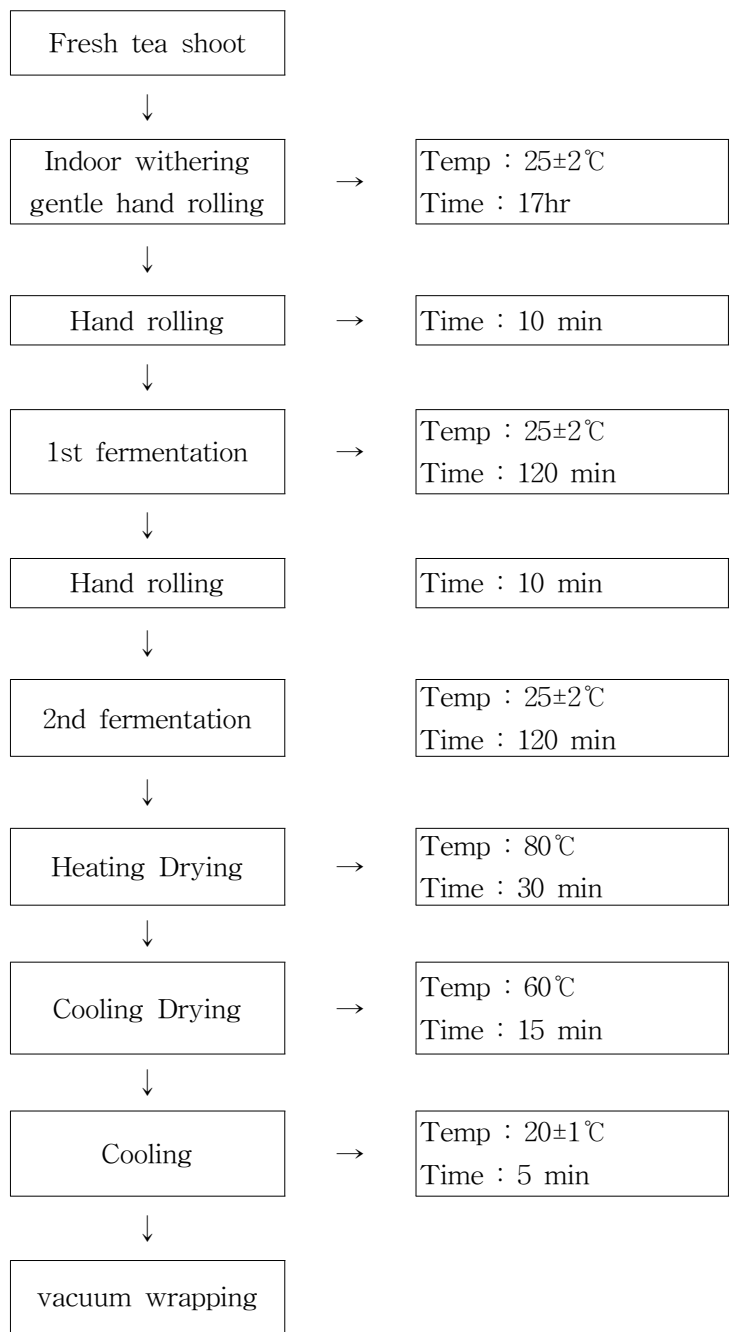 Fresh tea shoot
↓
Indoor withering
gentle hand rolling
→
Temp : 25±2℃
Time : 17hr
↓
Hand rolling
→
Time : 10 min
↓
1st fermentation
→
Temp : 25±2℃
Time : 120 min
↓
Hand rolling
Time : 10 min
↓
2nd fermentation
Temp : 25±2℃
Time : 120 min
↓
Heating Drying
→
Temp : 80℃
Time : 30 min
↓
Cooling Drying
→
Temp : 60℃
Time : 15 min
↓
Cooling
→
Temp : 20±1℃
Time : 5 min
↓
vacuum wrapping